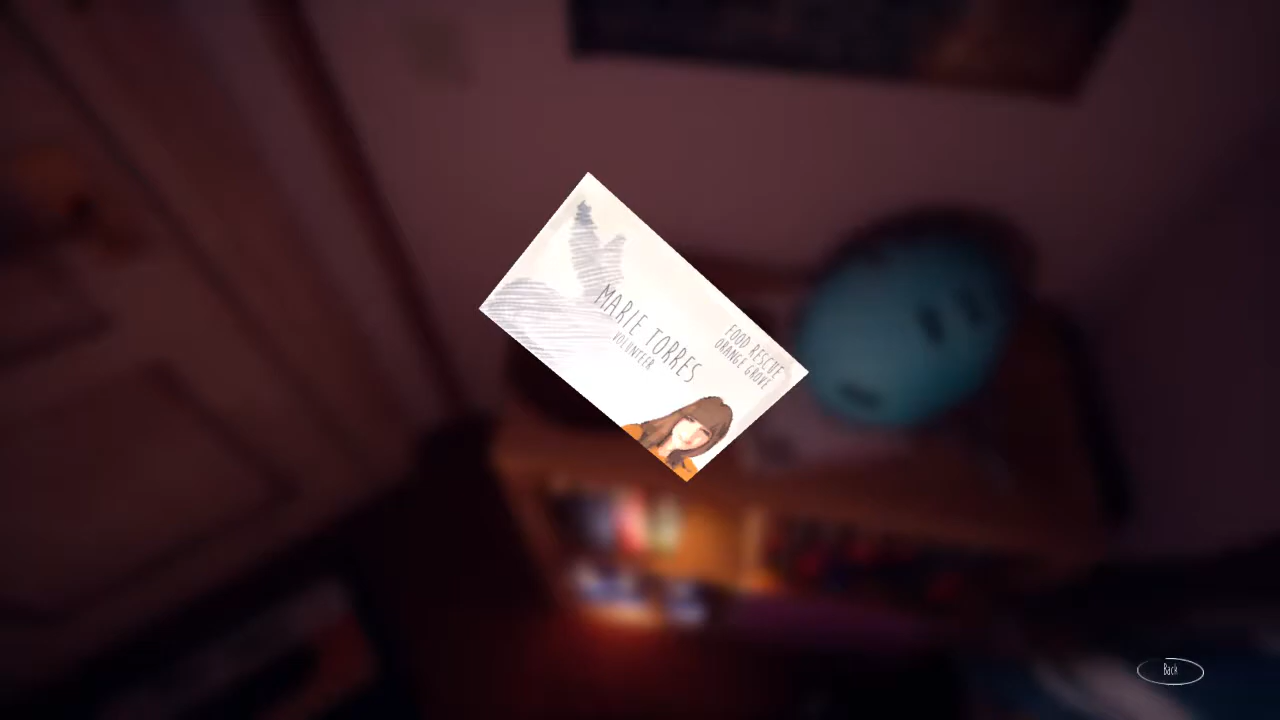 FOOD RESCUE
ORANGE GROVE
MARIE TORRES
VOLUNTEER
Back